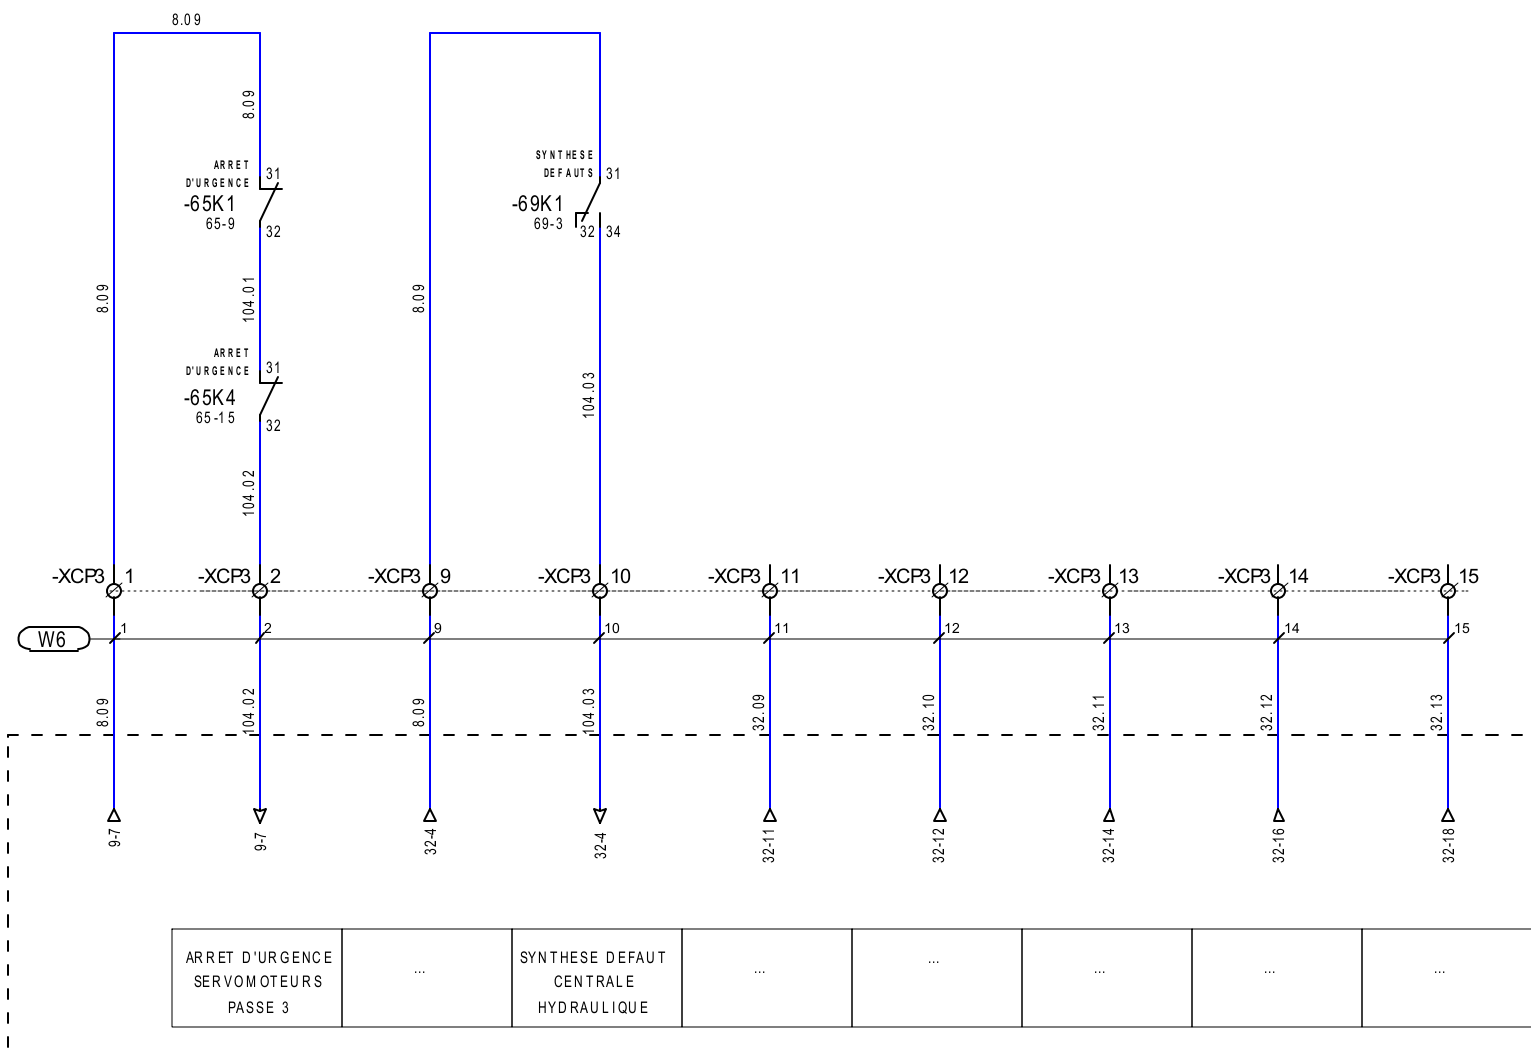 8.09
8.09
ARRET
D'URGENCE
31
-65K1
65-9
32
SYNTHESE
DEFAUTS
31
-69K1
69-3
32
34
8.09
104.01
8.09
ARRET
D'URGENCE
31
-65K4
65-15
32
104.03
104.02
-XCP3 1
-XCP3 2
-XCP3 9
-XCP3 10
-XCP3 11
-XCP3 12
-XCP3 13
-XCP3 14
-XCP3 15
W6
1
2
9
10
11
12
13
14
15
8.09
104.02
8.09
104.03
32.09
32.10
32.11
32.12
32.13
9-7
9-7
32-4
32-4
32-11
32-12
32-14
32-16
32-18
ARRET D'URGENCE
SERVOMOTEURS
PASSE 3
...
SYNTHESE DEFAUT
CENTRALE
HYDRAULIQUE
...
...
...
...
...